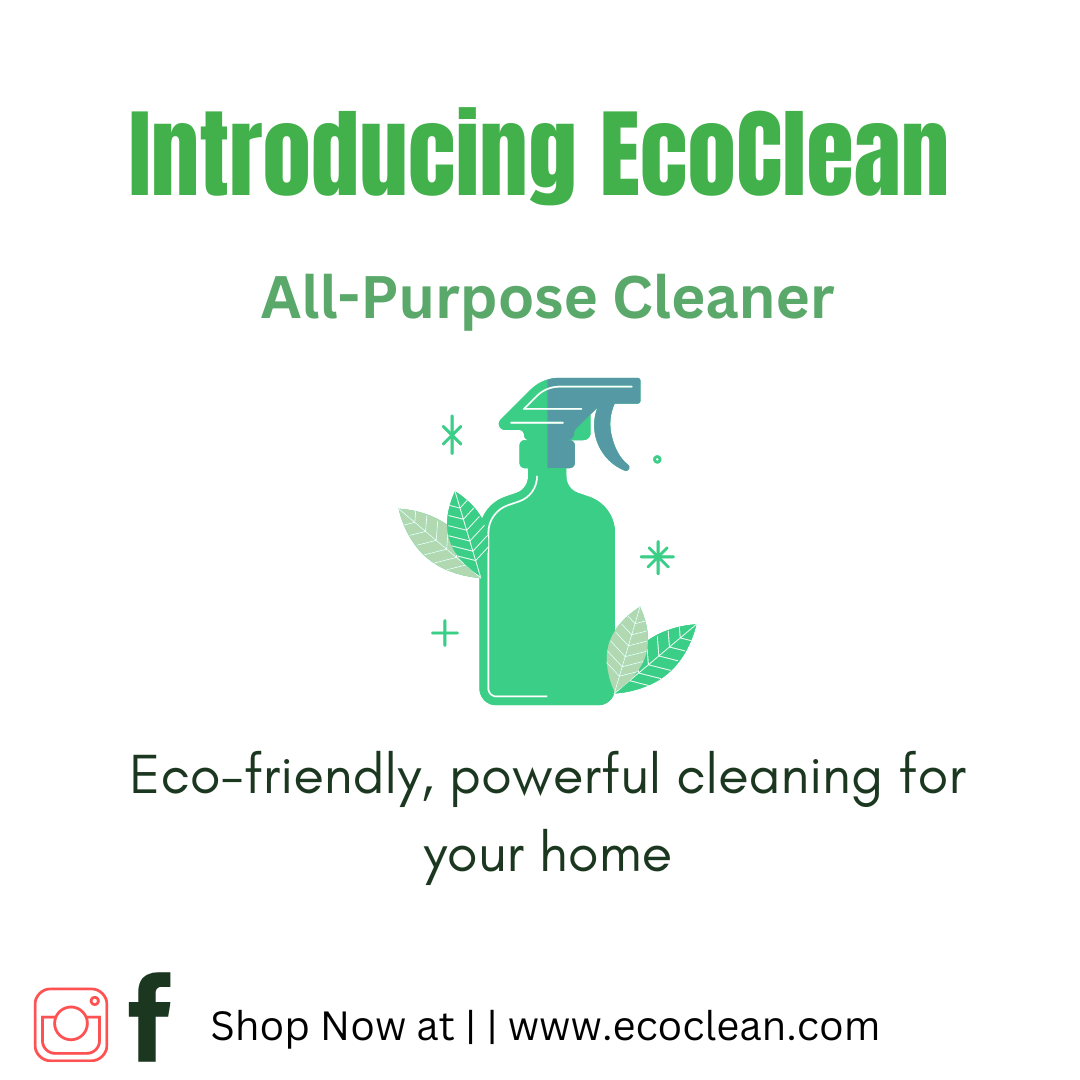 Introducing EcoClean
All-Purpose Cleaner
Eco-friendly, powerful cleaning for
your home
Shop Now at | | www.ecoclean.com